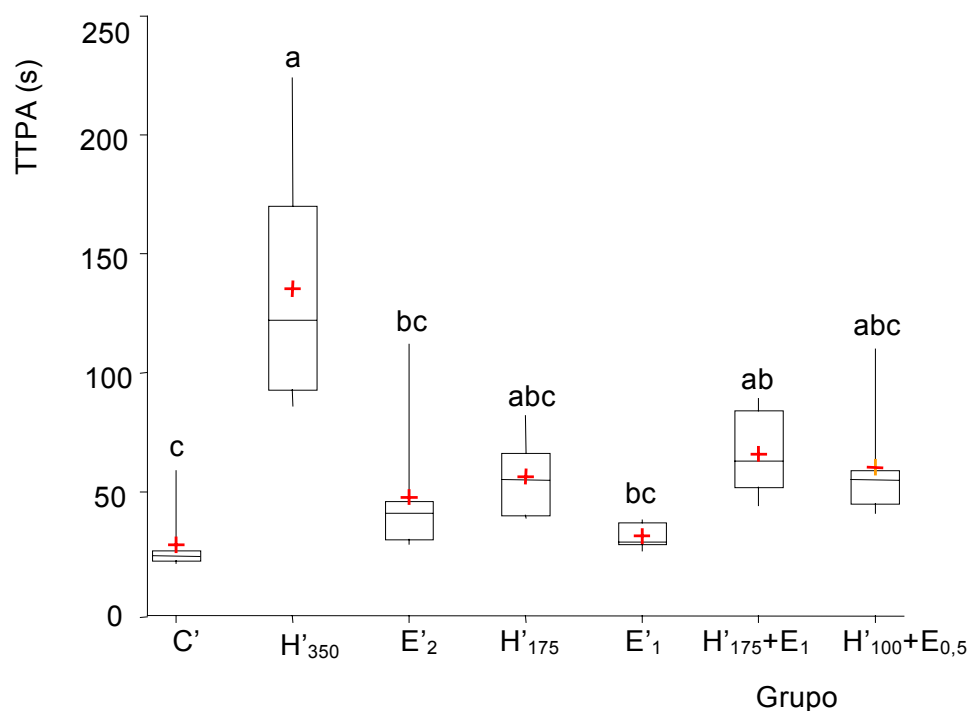 TTPA (s)
250
200
150
100
50
0
a
bc
abc
c
abc
ab
bc
C’
H’₃₅₀
E’₂
H’₁₇₅
E’₁
H’₁₇₅+E₁
H’₁₀₀+E₀,₅
Grupo